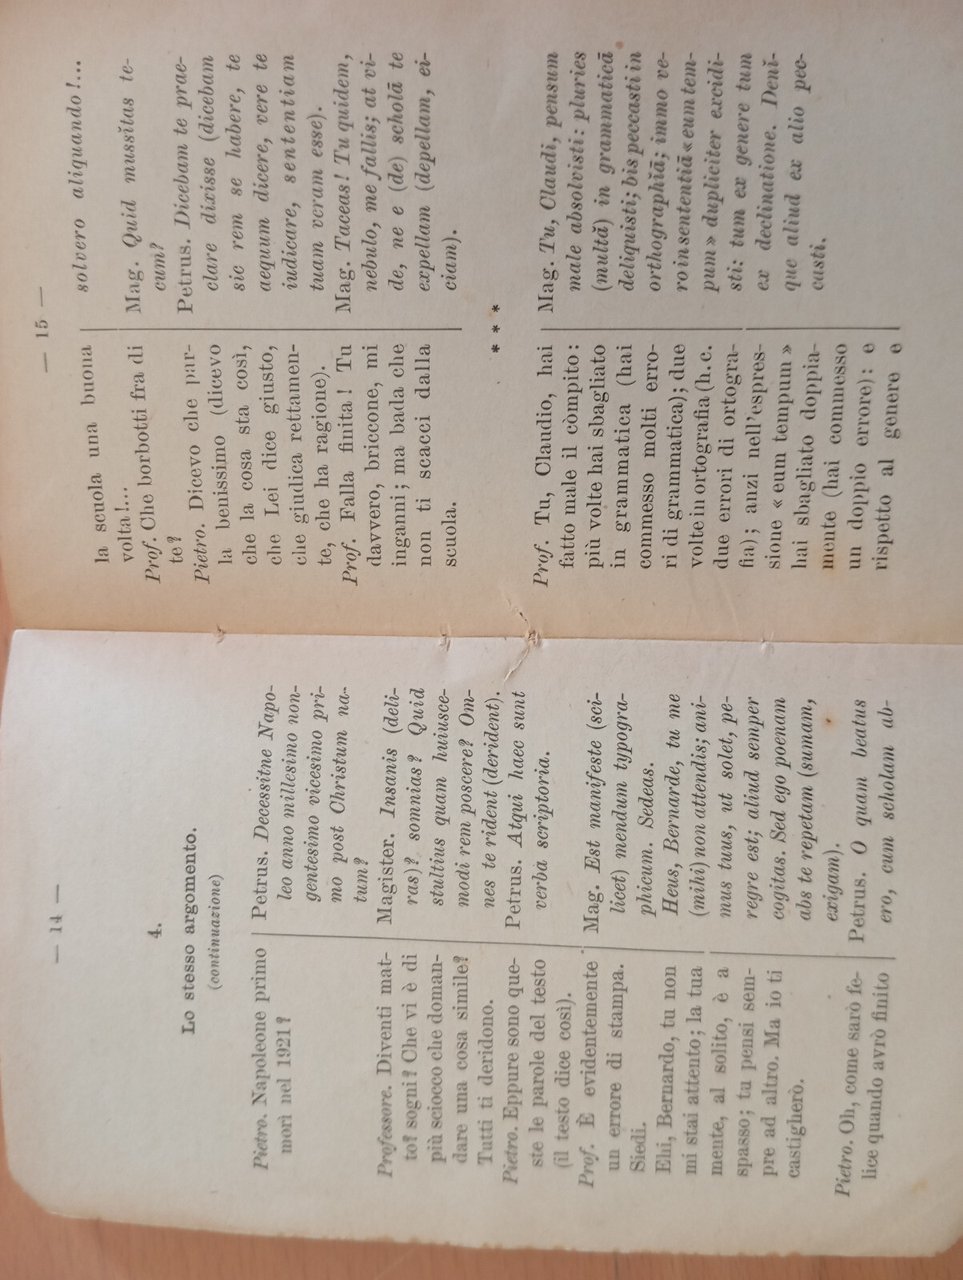 — 14 —
4.
Lo stesso argomento.
(continuazione)
Pietro. Napoleone primo
morì nel 1921?
Professore. Diventi mat-
to? sogni? Che vi è di
più sciocco che doman-
dare una cosa simile?
Tutti ti deridono.
Pietro. Eppure sono que-
ste le parole del testo
(il testo dice così).
Prof. È evidentemente
un errore di stampa.
Siedi.
Ehi, Bernardo, tu non
mi stai attento; la tua
mente, al solito, è a
spasso; tu pensi sem-
pre ad altro. Ma io ti
castigherò.
Pietro. Oh, come sarò fe-
lice quando avrò finito
Petrus. Decessitne Napo-
leo anno millesimo non-
gentesimo vicesimo pri-
mo post Christum na-
tum?
Magister. Insanis (deli-
ras)? somnias? Quid
stultius quam huiusce-
modi rem poscere? Om-
nes te rident (derident).
Petrus. Atqui haec sunt
verba scriptoria.
Mag. Est manifeste (sci-
licet) mendum typogra-
phicum. Sedeas.
Heus, Bernarde, tu me
(mihi) non attendis; ani-
mus tuus, ut solet, pe-
regre est; aliud semper
cogitas. Sed ego poenam
abs te repetam (sumam,
exigam).
Petrus. O quam beatus
ero, cum scholam ab-
— 15 —
la scuola una buona
volta!...
Prof. Che borbotti fra di
te?
Pietro. Dicevo che par-
la benissimo (dicevo
che la cosa sta così,
che Lei dice giusto,
che giudica rettamen-
te, che ha ragione).
Prof. Falla finita! Tu
davvero, briccone, mi
inganni; ma bada che
non ti scacci dalla
scuola.
solvero aliquando!...
Mag. Quid mussĭtas te-
cum?
Petrus. Dicebam te prae-
clare dixisse (dicebam
sic rem se habere, te
aequum dicere, vere te
iudicare, sententiam
tuam veram esse).
Mag. Taceas! Tu quidem,
nebulo, me fallis; at vi-
de, ne e (de) scholā te
expellam (depellam, ei-
ciam).
* * *
Prof. Tu, Claudio, hai
fatto male il compito:
più volte hai sbagliato
in grammatica (hai
commesso molti erro-
ri di grammatica); due
volte in ortografia (h. e.
due errori di ortogra-
fia); anzi nell'espres-
sione « eum tempum »
hai sbagliato doppia-
mente (hai commesso
un doppio errore): e
rispetto al genere e
Mag. Tu, Claudi, pensum
male absolvisti: pluries
(multă) in grammaticā
deliquisti; bis peccasti in
orthographĭā; immo ve-
ro in sententiā « eum tem-
pum » dupliciter excidi-
sti: tum ex genere tum
ex declinatione. Denĭ-
que aliud ex alio pec-
casti.